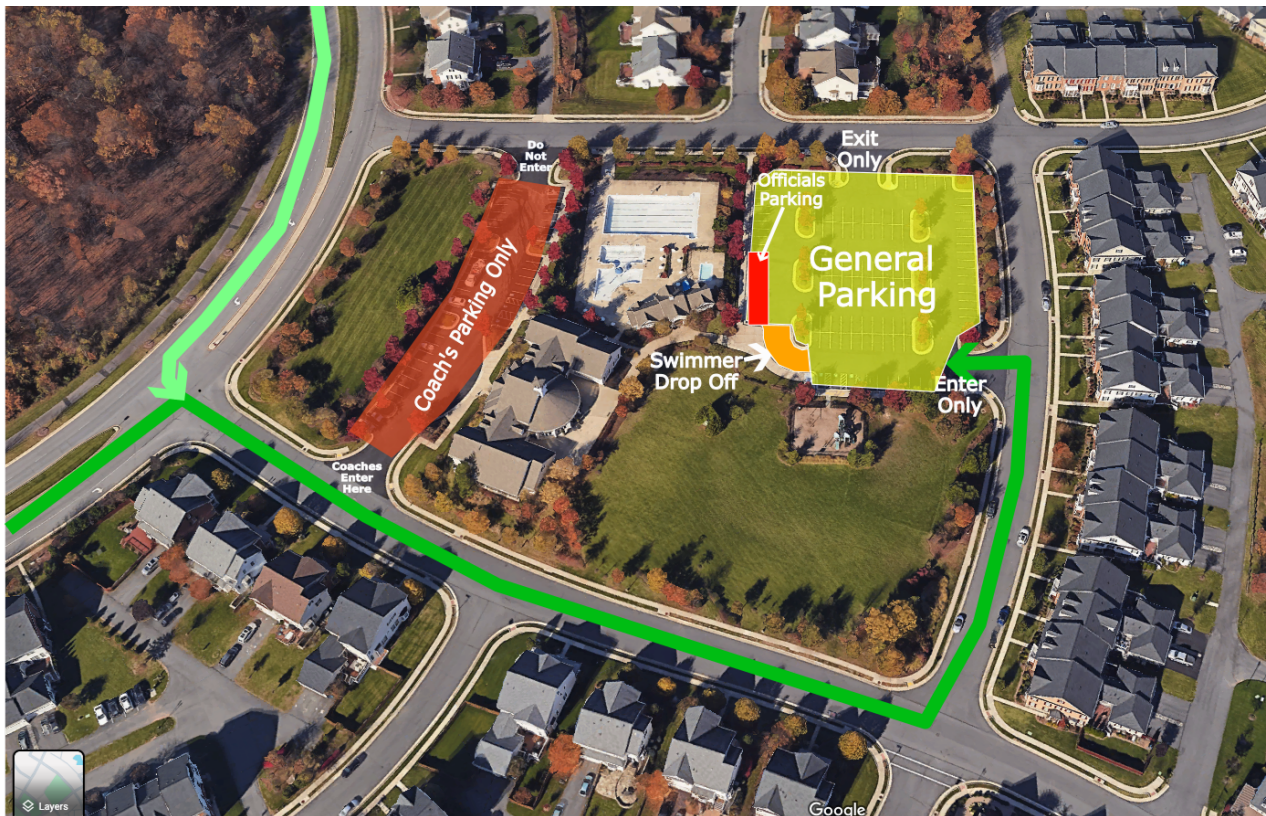 Do
Not
Enter
Exit
Only
Officials
Parking
General
Parking
Coach's Parking Only
Swimmer
Drop Off
Enter
Only
Coaches
Enter
Here
Layers
Google